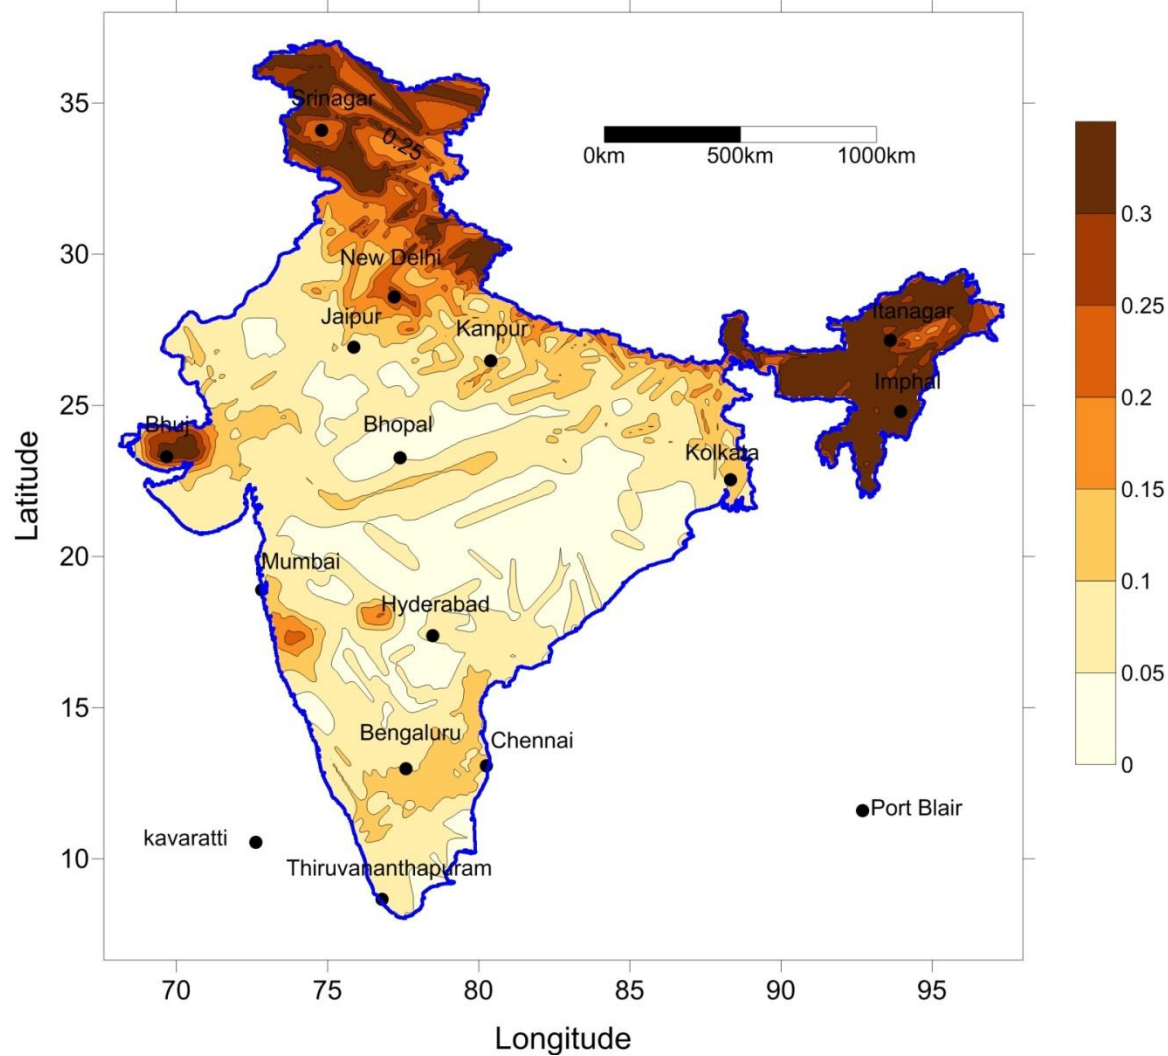 35
30
25
20
15
10
Latitude
70
75
80
85
90
95
Longitude
0km
500km
1000km
0.3
0.25
0.2
0.15
0.1
0.05
0
Srinagar
0.25
New Delhi
Jaipur
Kanpur
Itanagar
Imphal
Bhuj
Bhopal
Kolkata
Mumbai
Hyderabad
Bengaluru
Chennai
Port Blair
kavaratti
Thiruvananthapuram